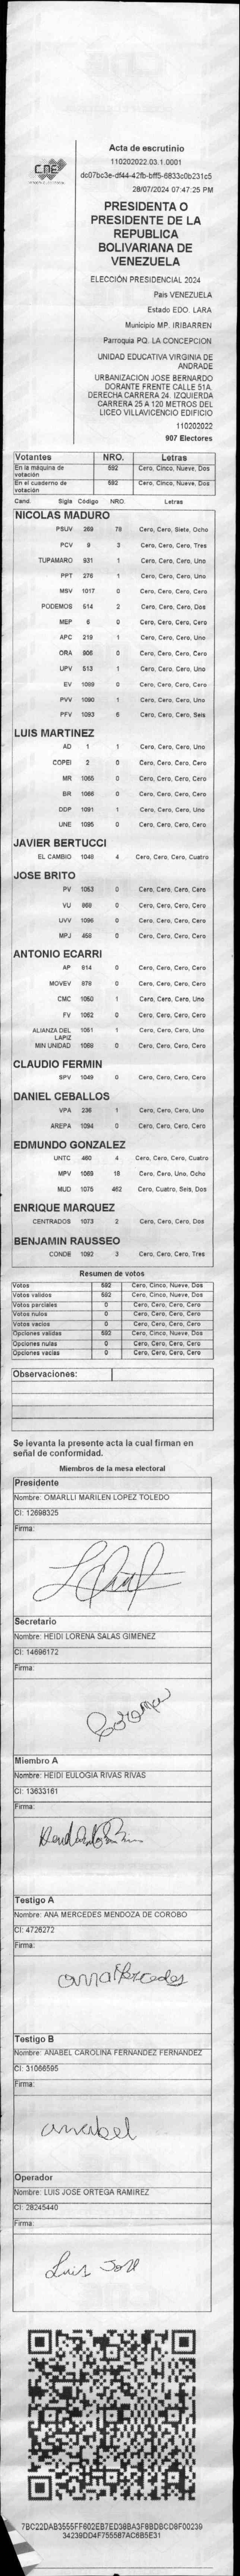 CNE
Acta de escrutinio
110202022.03.1.0001
dc07bc3e-df44-42fb-bff5-6833c0b231c5
28/07/2024 07:47:25 PM
PRESIDENTA O
PRESIDENTE DE LA
REPUBLICA
BOLIVARIANA DE
VENEZUELA
ELECCIÓN PRESIDENCIAL 2024
Pais VENEZUELA
Estado EDO. LARA
Municipio MP. IRIBARREN
Parroquia PQ. LA CONCEPCION
UNIDAD EDUCATIVA VIRGINIA DE
ANDRADE
URBANIZACION JOSE BERNARDO
DORANTE FRENTE CALLE 51A.
DERECHA CARRERA 24. IZQUIERDA
CARRERA 25 A 120 METROS DEL
LICEO VILLAVICENCIO EDIFICIO
110202022
907 Electores
Votantes NRO. Letras
En la máquina de votación 592 Cero, Cinco, Nueve, Dos
En el cuaderno de votación 592 Cero, Cinco, Nueve, Dos
Cand. Sigla Código NRO. Letras
NICOLAS MADURO
PSUV 269 78 Cero, Cero, Siete, Ocho
PCV 9 3 Cero, Cero, Cero, Tres
TUPAMARO 931 1 Cero, Cero, Cero, Uno
PPT 276 1 Cero, Cero, Cero, Uno
MSV 1017 0 Cero, Cero, Cero, Cero
PODEMOS 514 2 Cero, Cero, Cero, Dos
MEP 6 0 Cero, Cero, Cero, Cero
APC 219 1 Cero, Cero, Cero, Uno
ORA 906 0 Cero, Cero, Cero, Cero
UPV 513 1 Cero, Cero, Cero, Uno
EV 1089 0 Cero, Cero, Cero, Cero
PVV 1090 1 Cero, Cero, Cero, Uno
PFV 1093 6 Cero, Cero, Cero, Seis
LUIS MARTINEZ
AD 1 1 Cero, Cero, Cero, Uno
COPEI 2 0 Cero, Cero, Cero, Cero
MR 1065 0 Cero, Cero, Cero, Cero
BR 1066 0 Cero, Cero, Cero, Cero
DDP 1091 1 Cero, Cero, Cero, Uno
UNE 1095 0 Cero, Cero, Cero, Cero
JAVIER BERTUCCI
EL CAMBIO 1048 4 Cero, Cero, Cero, Cuatro
JOSE BRITO
PV 1053 0 Cero, Cero, Cero, Cero
VU 868 0 Cero, Cero, Cero, Cero
UVV 1096 0 Cero, Cero, Cero, Cero
MPJ 458 0 Cero, Cero, Cero, Cero
ANTONIO ECARRI
AP 814 0 Cero, Cero, Cero, Cero
MOVEV 878 0 Cero, Cero, Cero, Cero
CMC 1050 1 Cero, Cero, Cero, Uno
FV 1052 0 Cero, Cero, Cero, Cero
ALIANZA DEL LAPIZ 1051 1 Cero, Cero, Cero, Uno
MIN UNIDAD 1068 0 Cero, Cero, Cero, Cero
CLAUDIO FERMIN
SPV 1049 0 Cero, Cero, Cero, Cero
DANIEL CEBALLOS
VPA 236 1 Cero, Cero, Cero, Uno
AREPA 1094 0 Cero, Cero, Cero, Cero
EDMUNDO GONZALEZ
UNTC 460 4 Cero, Cero, Cero, Cuatro
MPV 1069 18 Cero, Cero, Uno, Ocho
MUD 1075 462 Cero, Cuatro, Seis, Dos
ENRIQUE MARQUEZ
CENTRADOS 1073 2 Cero, Cero, Cero, Dos
BENJAMIN RAUSSEO
CONDE 1092 3 Cero, Cero, Cero, Tres
Resumen de votos
Votos 592 Cero, Cinco, Nueve, Dos
Votos validos 592 Cero, Cinco, Nueve, Dos
Votos parciales 0 Cero, Cero, Cero, Cero
Votos nulos 0 Cero, Cero, Cero, Cero
Votos vacios 0 Cero, Cero, Cero, Cero
Opciones validas 592 Cero, Cinco, Nueve, Dos
Opciones nulas 0 Cero, Cero, Cero, Cero
Opciones vacias 0 Cero, Cero, Cero, Cero
Observaciones:
Se levanta la presente acta la cual firman en
señal de conformidad.
Miembros de la mesa electoral
Presidente
Nombre: OMARLLI MARILEN LOPEZ TOLEDO
CI: 12698325
Firma:
Secretario
Nombre: HEIDI LORENA SALAS GIMENEZ
CI: 14696172
Firma:
Miembro A
Nombre: HEIDI EULOGIA RIVAS RIVAS
CI: 13633161
Firma:
Testigo A
Nombre: ANA MERCEDES MENDOZA DE COROBO
CI: 4726272
Firma:
anna Mercedes
Testigo B
Nombre: ANABEL CAROLINA FERNANDEZ FERNANDEZ
CI: 31066595
Firma:
anabel
Operador
Nombre: LUIS JOSE ORTEGA RAMIREZ
CI: 28245440
Firma:
Luis José
7BC22DAB3555FF602EB7ED38BA3F8BDBCD8F00239
34239DD4F755587AC6B5E31